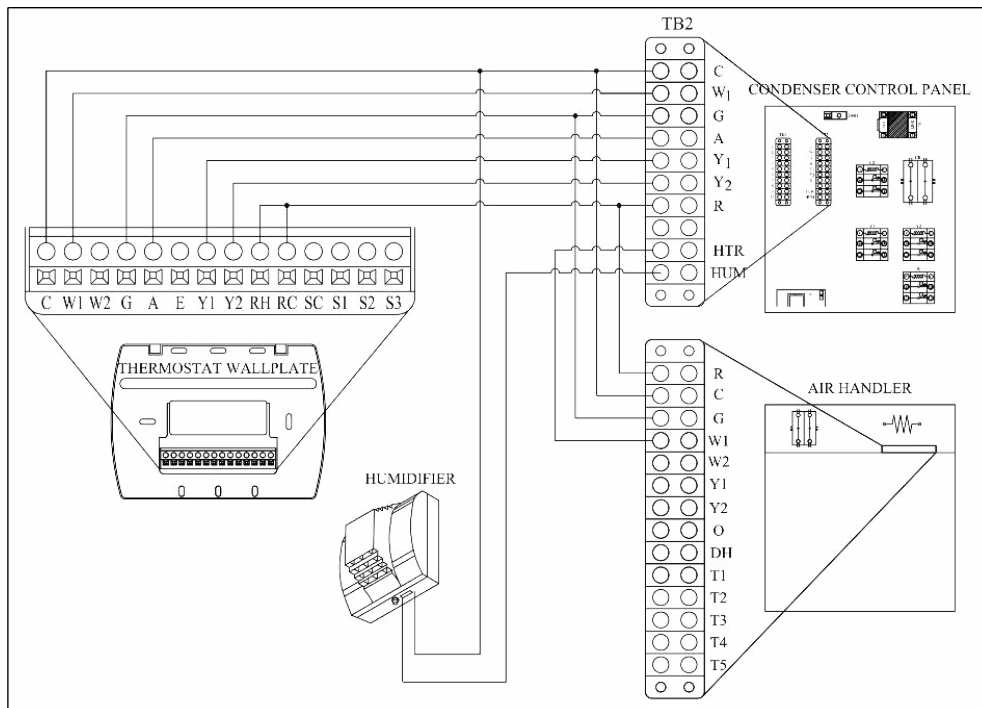 TB2
C
W1
G
A
Y1
Y2
R
HTR
HUM
CONDENSER CONTROL PANEL
C W1 W2 G A E Y1 Y2 RH RC SC S1 S2 S3
THERMOSTAT WALLPLATE
HUMIDIFIER
R
C
G
W1
W2
Y1
Y2
O
DH
T1
T2
T3
T4
T5
AIR HANDLER